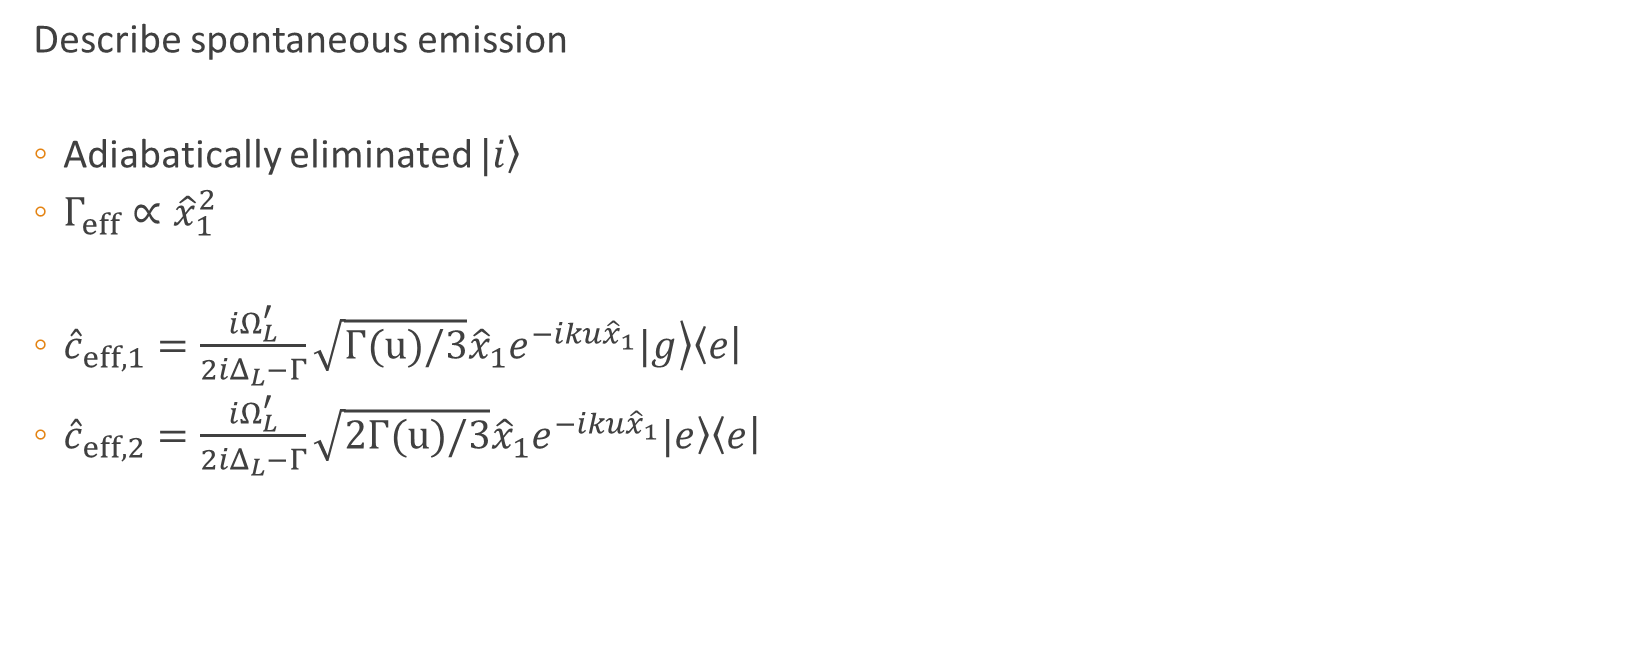 Describe spontaneous emission
◦ Adiabatically eliminated |𝑖⟩
◦ Γ_eff ∝ x̂₁²
◦ ĉ_eff,1 = iΩ′_L / (2iΔ_L−Γ) √(Γ(u)/3) x̂₁ e^(−iku x̂₁) |g⟩⟨e|
◦ ĉ_eff,2 = iΩ′_L / (2iΔ_L−Γ) √(2Γ(u)/3) x̂₁ e^(−iku x̂₁) |e⟩⟨e|